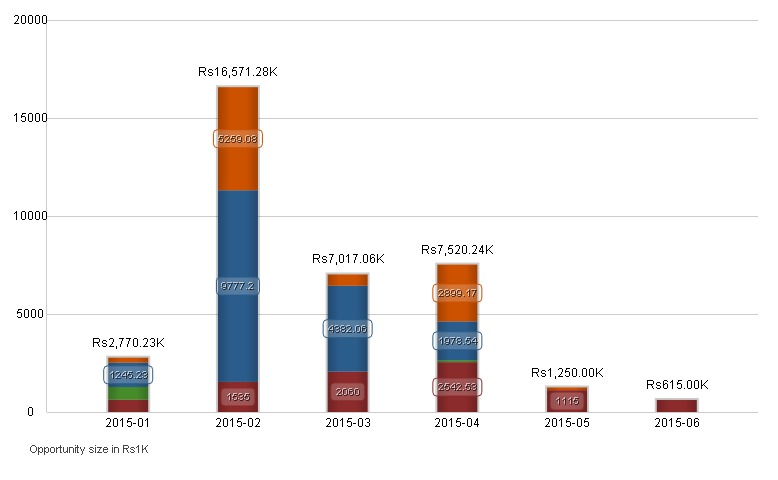 20000
Rs16,571.28K
5259.08
15000
10000
Rs7,520.24K
Rs7,017.06K
9777.2
2899.17
5000
4382.06
1978.54
Rs2,770.23K
1245.23
Rs1,250.00K
Rs615.00K
1535
2060
2542.53
1115
0
2015-01 2015-02 2015-03 2015-04 2015-05 2015-06
Opportunity size in Rs1K